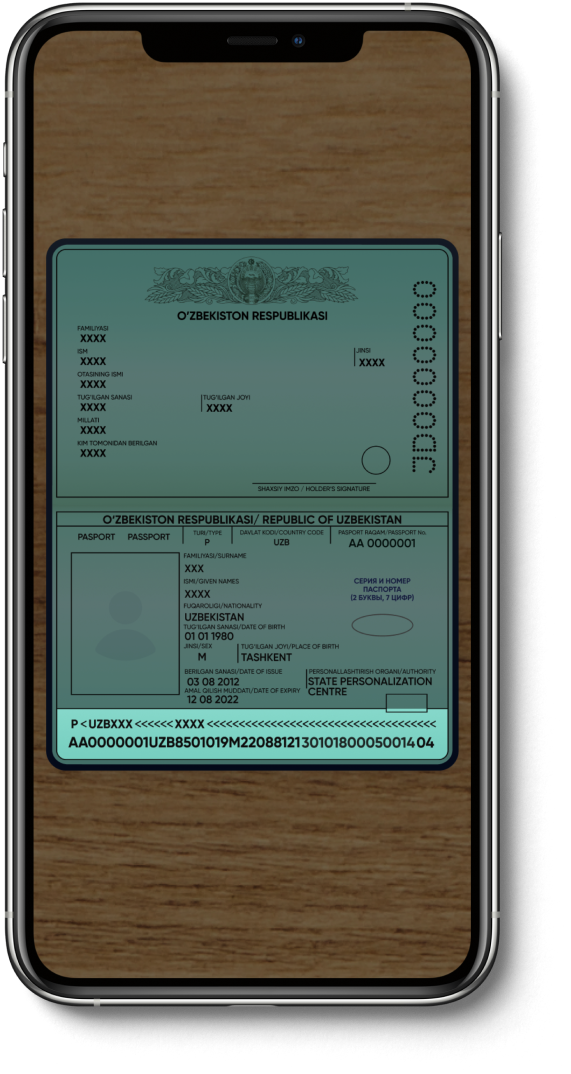 O‘ZBEKISTON RESPUBLIKASI
FAMILIYASI
XXXX
ISM
XXXX
JINSI
XXXX
OTASINING ISMI
XXXX
TUG‘ILGAN SANASI
XXXX
TUG‘ILGAN JOYI
XXXX
MILLATI
XXXX
KIM TOMONIDAN BERILGAN
XXXX
SHAXSIY IMZO / HOLDER'S SIGNATURE
O‘ZBEKISTON RESPUBLIKASI/ REPUBLIC OF UZBEKISTAN
PASPORT PASSPORT
TURI/TYPE
P
DAVLAT KODI/COUNTRY CODE
UZB
PASPORT RAQAMI/PASSPORT No.
AA 0000001
FAMILIYASI/SURNAME
XXX
ISMI/GIVEN NAMES
XXXX
FUQAROLIGI/NATIONALITY
UZBEKISTAN
TUG‘ILGAN SANASI/DATE OF BIRTH
01 01 1980
СЕРИЯ И НОМЕР
ПАСПОРТА
(2 БУКВЫ, 7 ЦИФР)
JINSI/SEX
M
TUG‘ILGAN JOYI/PLACE OF BIRTH
TASHKENT
BERILGAN SANASI/DATE OF ISSUE
03 08 2012
AMAL QILISH MUDDATI/DATE OF EXPIRY
12 08 2022
PERSONALLASHTIRISH ORGANI/AUTHORITY
STATE PERSONALIZATION
CENTRE
P<UZBXXX<<<<<<XXXX<<<<<<<<<<<<<<<<<<<<<<<<<<<<<<<<<<<<<
AA0000001UZB8501019M2208812130101800050014404